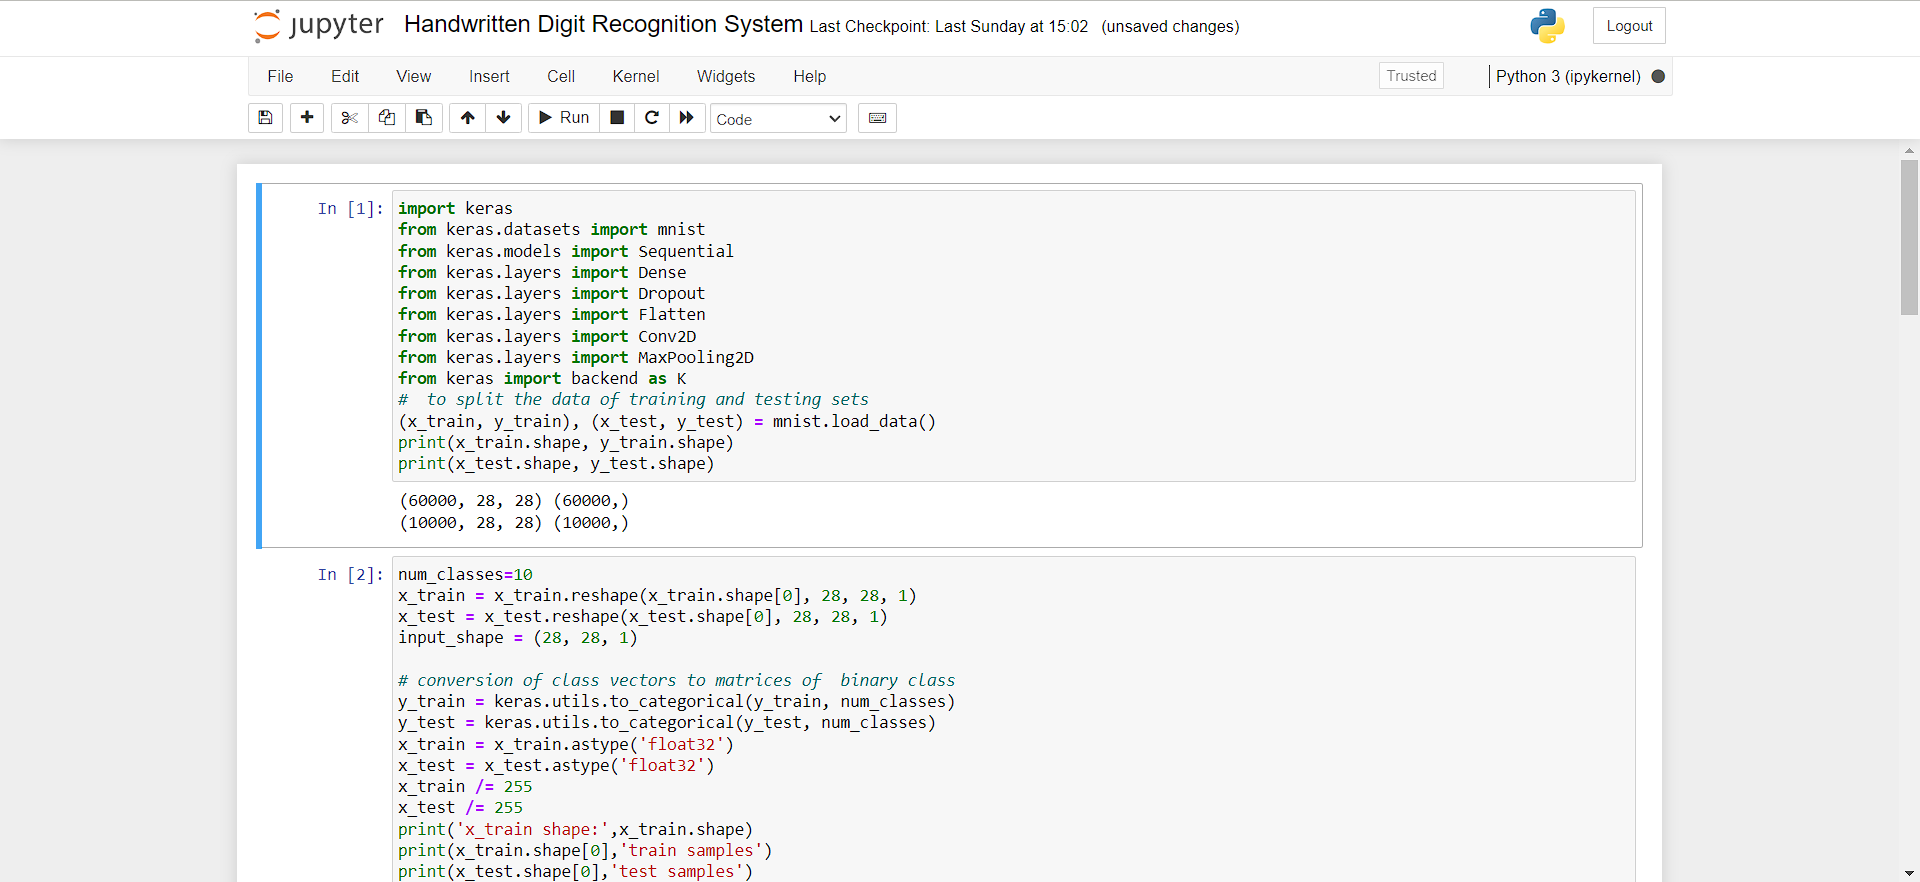 jupyter Handwritten Digit Recognition System Last Checkpoint: Last Sunday at 15:02 (unsaved changes) Logout
File Edit View Insert Cell Kernel Widgets Help Trusted Python 3 (ipykernel)
Run Code
In [1]: import keras
from keras.datasets import mnist
from keras.models import Sequential
from keras.layers import Dense
from keras.layers import Dropout
from keras.layers import Flatten
from keras.layers import Conv2D
from keras.layers import MaxPooling2D
from keras import backend as K
#  to split the data of training and testing sets
(x_train, y_train), (x_test, y_test) = mnist.load_data()
print(x_train.shape, y_train.shape)
print(x_test.shape, y_test.shape)
(60000, 28, 28) (60000,)
(10000, 28, 28) (10000,)
In [2]: num_classes=10
x_train = x_train.reshape(x_train.shape[0], 28, 28, 1)
x_test = x_test.reshape(x_test.shape[0], 28, 28, 1)
input_shape = (28, 28, 1)
# conversion of class vectors to matrices of  binary class
y_train = keras.utils.to_categorical(y_train, num_classes)
y_test = keras.utils.to_categorical(y_test, num_classes)
x_train = x_train.astype('float32')
x_test = x_test.astype('float32')
x_train /= 255
x_test /= 255
print('x_train shape:',x_train.shape)
print(x_train.shape[0],'train samples')
print(x_test.shape[0],'test samples')